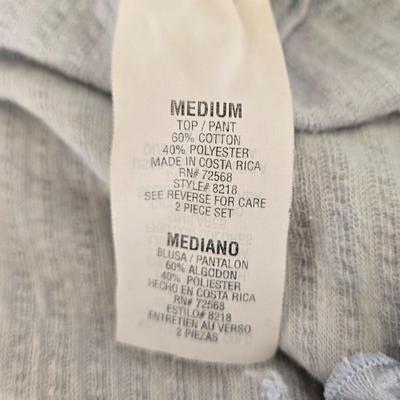 MEDIUM
TOP / PANT
60% COTTON
40% POLYESTER
MADE IN COSTA RICA
RN# 72568
STYLE# 8218
SEE REVERSE FOR CARE
2 PIECE SET
MEDIANO
BLUSA / PANTALON
60% ALGODON
40% POLIESTER
HECHO EN COSTA RICA
RN# 72568
ESTILO# 8218
ENTRETIEN AU VERSO
2 PIEZAS